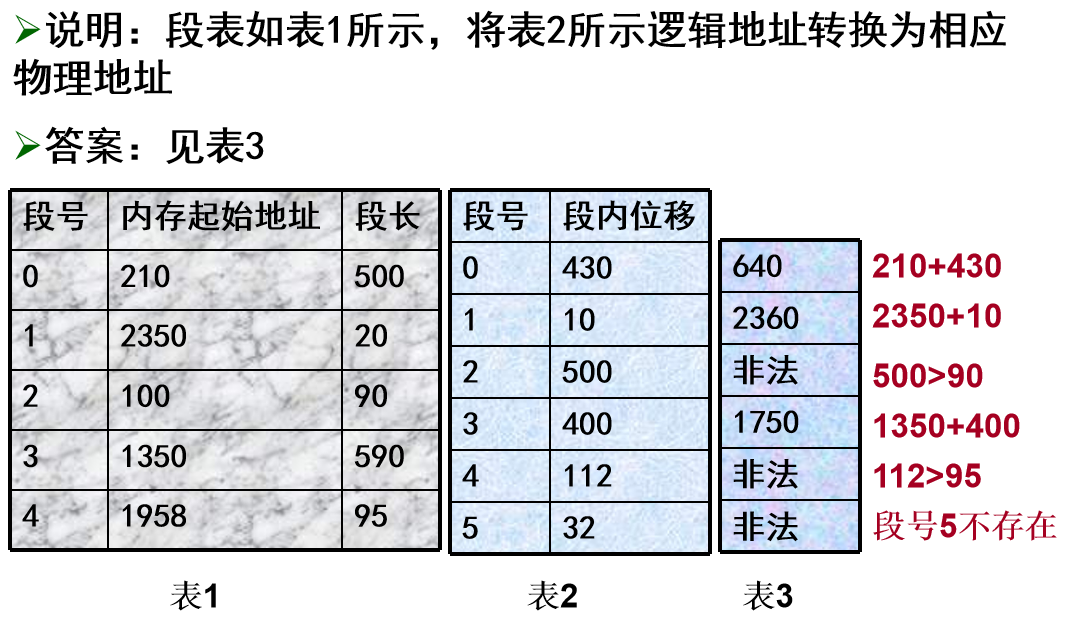 ➢说明：段表如表1所示，将表2所示逻辑地址转换为相应
物理地址
➢答案：见表3
段号 内存起始地址 段长
0 210 500
1 2350 20
2 100 90
3 1350 590
4 1958 95
表1
段号 段内位移
0 430
1 10
2 500
3 400
4 112
5 32
表2
640 210+430
2360 2350+10
非法 500>90
1750 1350+400
非法 112>95
非法 段号5不存在
表3